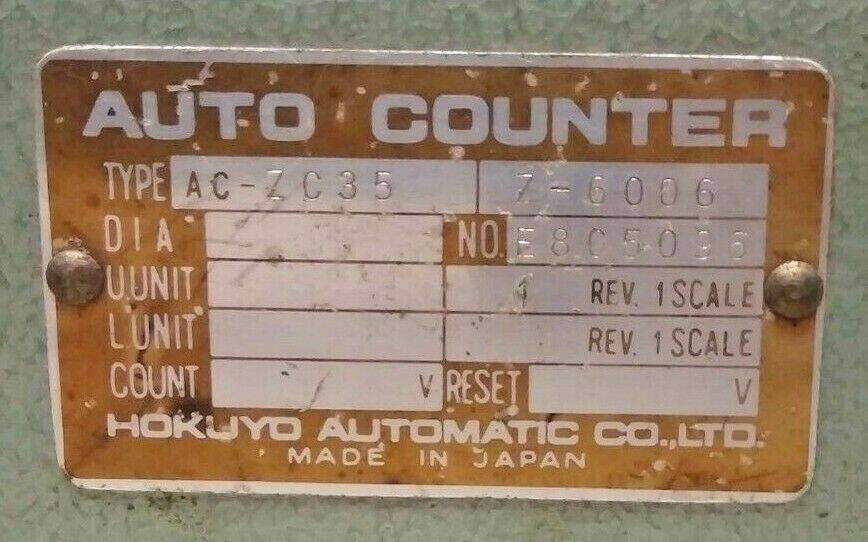 AUTO COUNTER
TYPE AC-ZC35 Z-6006
DIA NO. E8C5036
U.UNIT 1 REV. 1 SCALE
L.UNIT REV. 1 SCALE
COUNT V RESET V
HOKUYO AUTOMATIC CO.,LTD.
MADE IN JAPAN